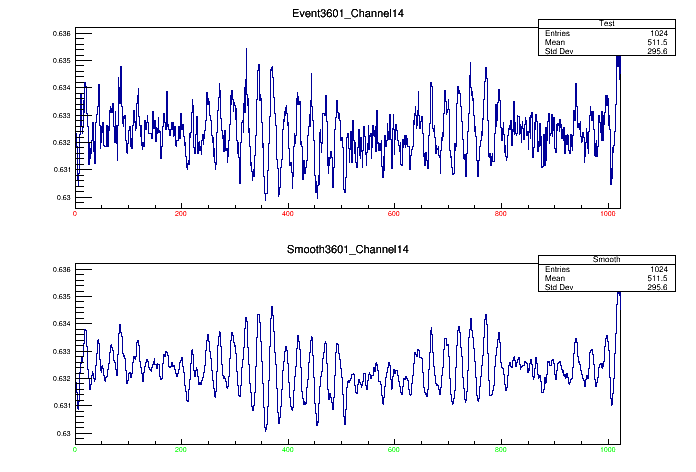 Event3601_Channel14
Test
Entries 1024
Mean 511.5
Std Dev 295.6
0.636
0.635
0.634
0.633
0.632
0.631
0.63
0 200 400 600 800 1000
Smooth3601_Channel14
Smooth
Entries 1024
Mean 511.5
Std Dev 295.6
0.636
0.635
0.634
0.633
0.632
0.631
0.63
0 200 400 600 800 1000